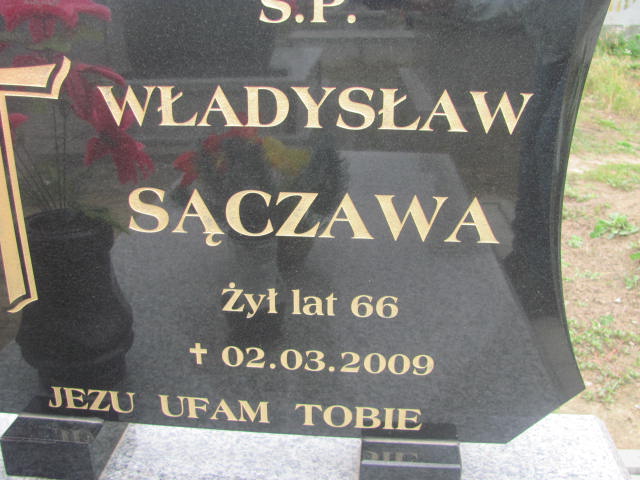 Ś.P.
WŁADYSŁAW
SĄCZAWA
Żył lat 66
✝ 02.03.2009
JEZU UFAM TOBIE